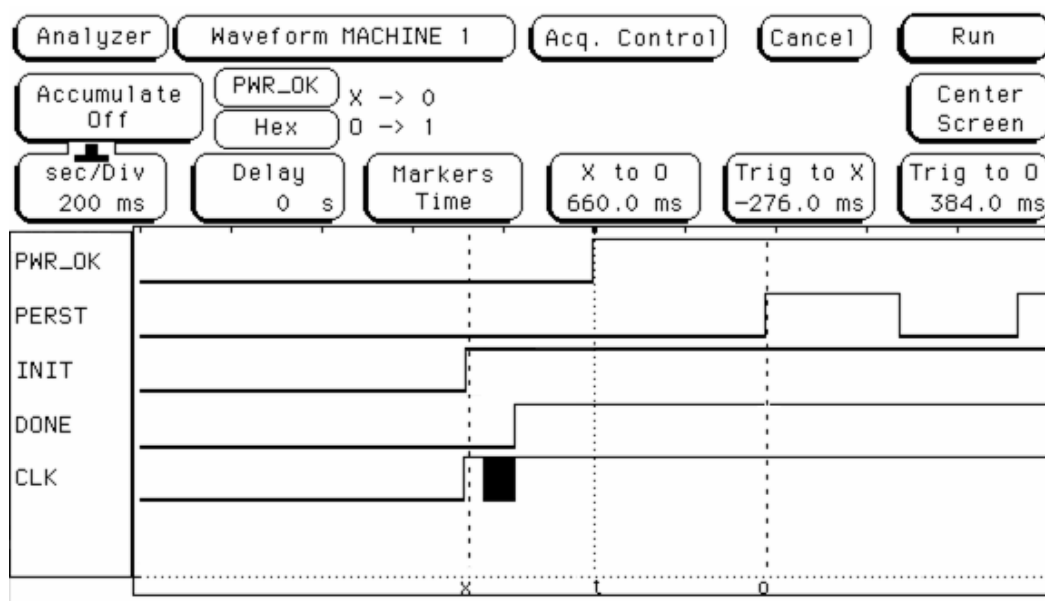 Analyzer Waveform MACHINE 1 Acq. Control Cancel Run
Accumulate Off PWR_OK X -> 0 Center Screen
Hex O -> 1
sec/Div Delay Markers X to O Trig to X Trig to O
200 ms 0 s Time 660.0 ms -276.0 ms 384.0 ms
PWR_OK
PERST
INIT
DONE
CLK
X t O